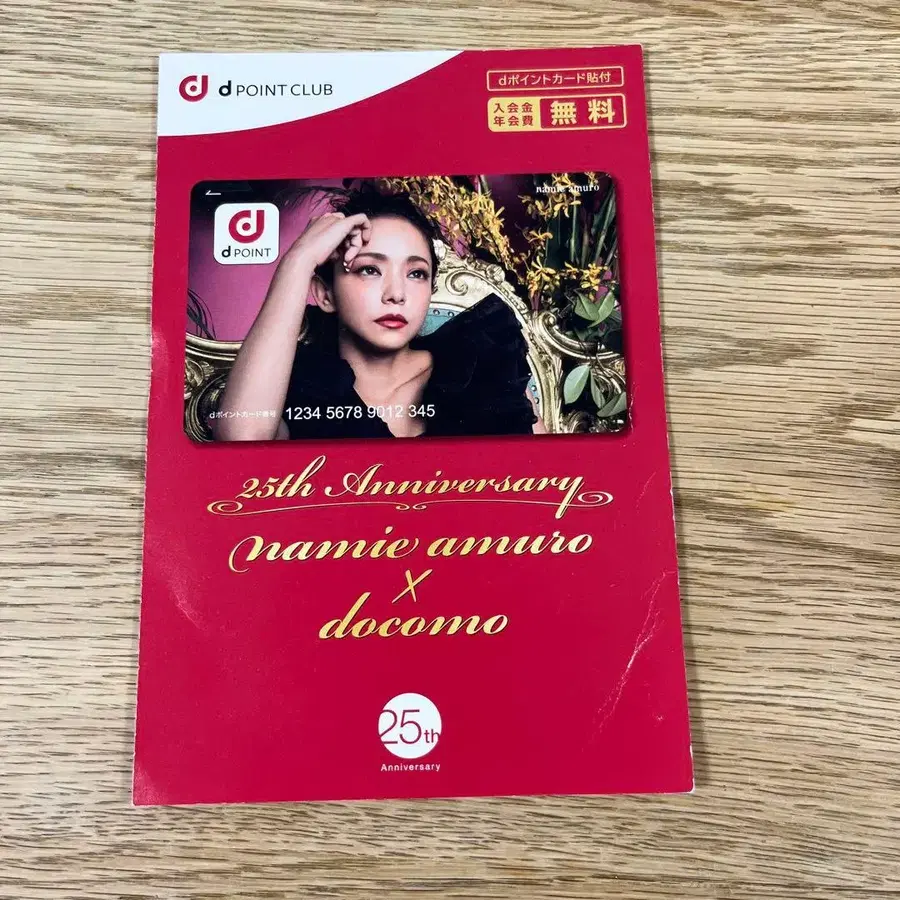 d POINT CLUB
dポイントカード貼付
入会金
年会費
無料
namie amuro
d POINT
dポイントカード番号 1234 5678 9012 345
25th Anniversary
namie amuro
×
docomo
25th
Anniversary